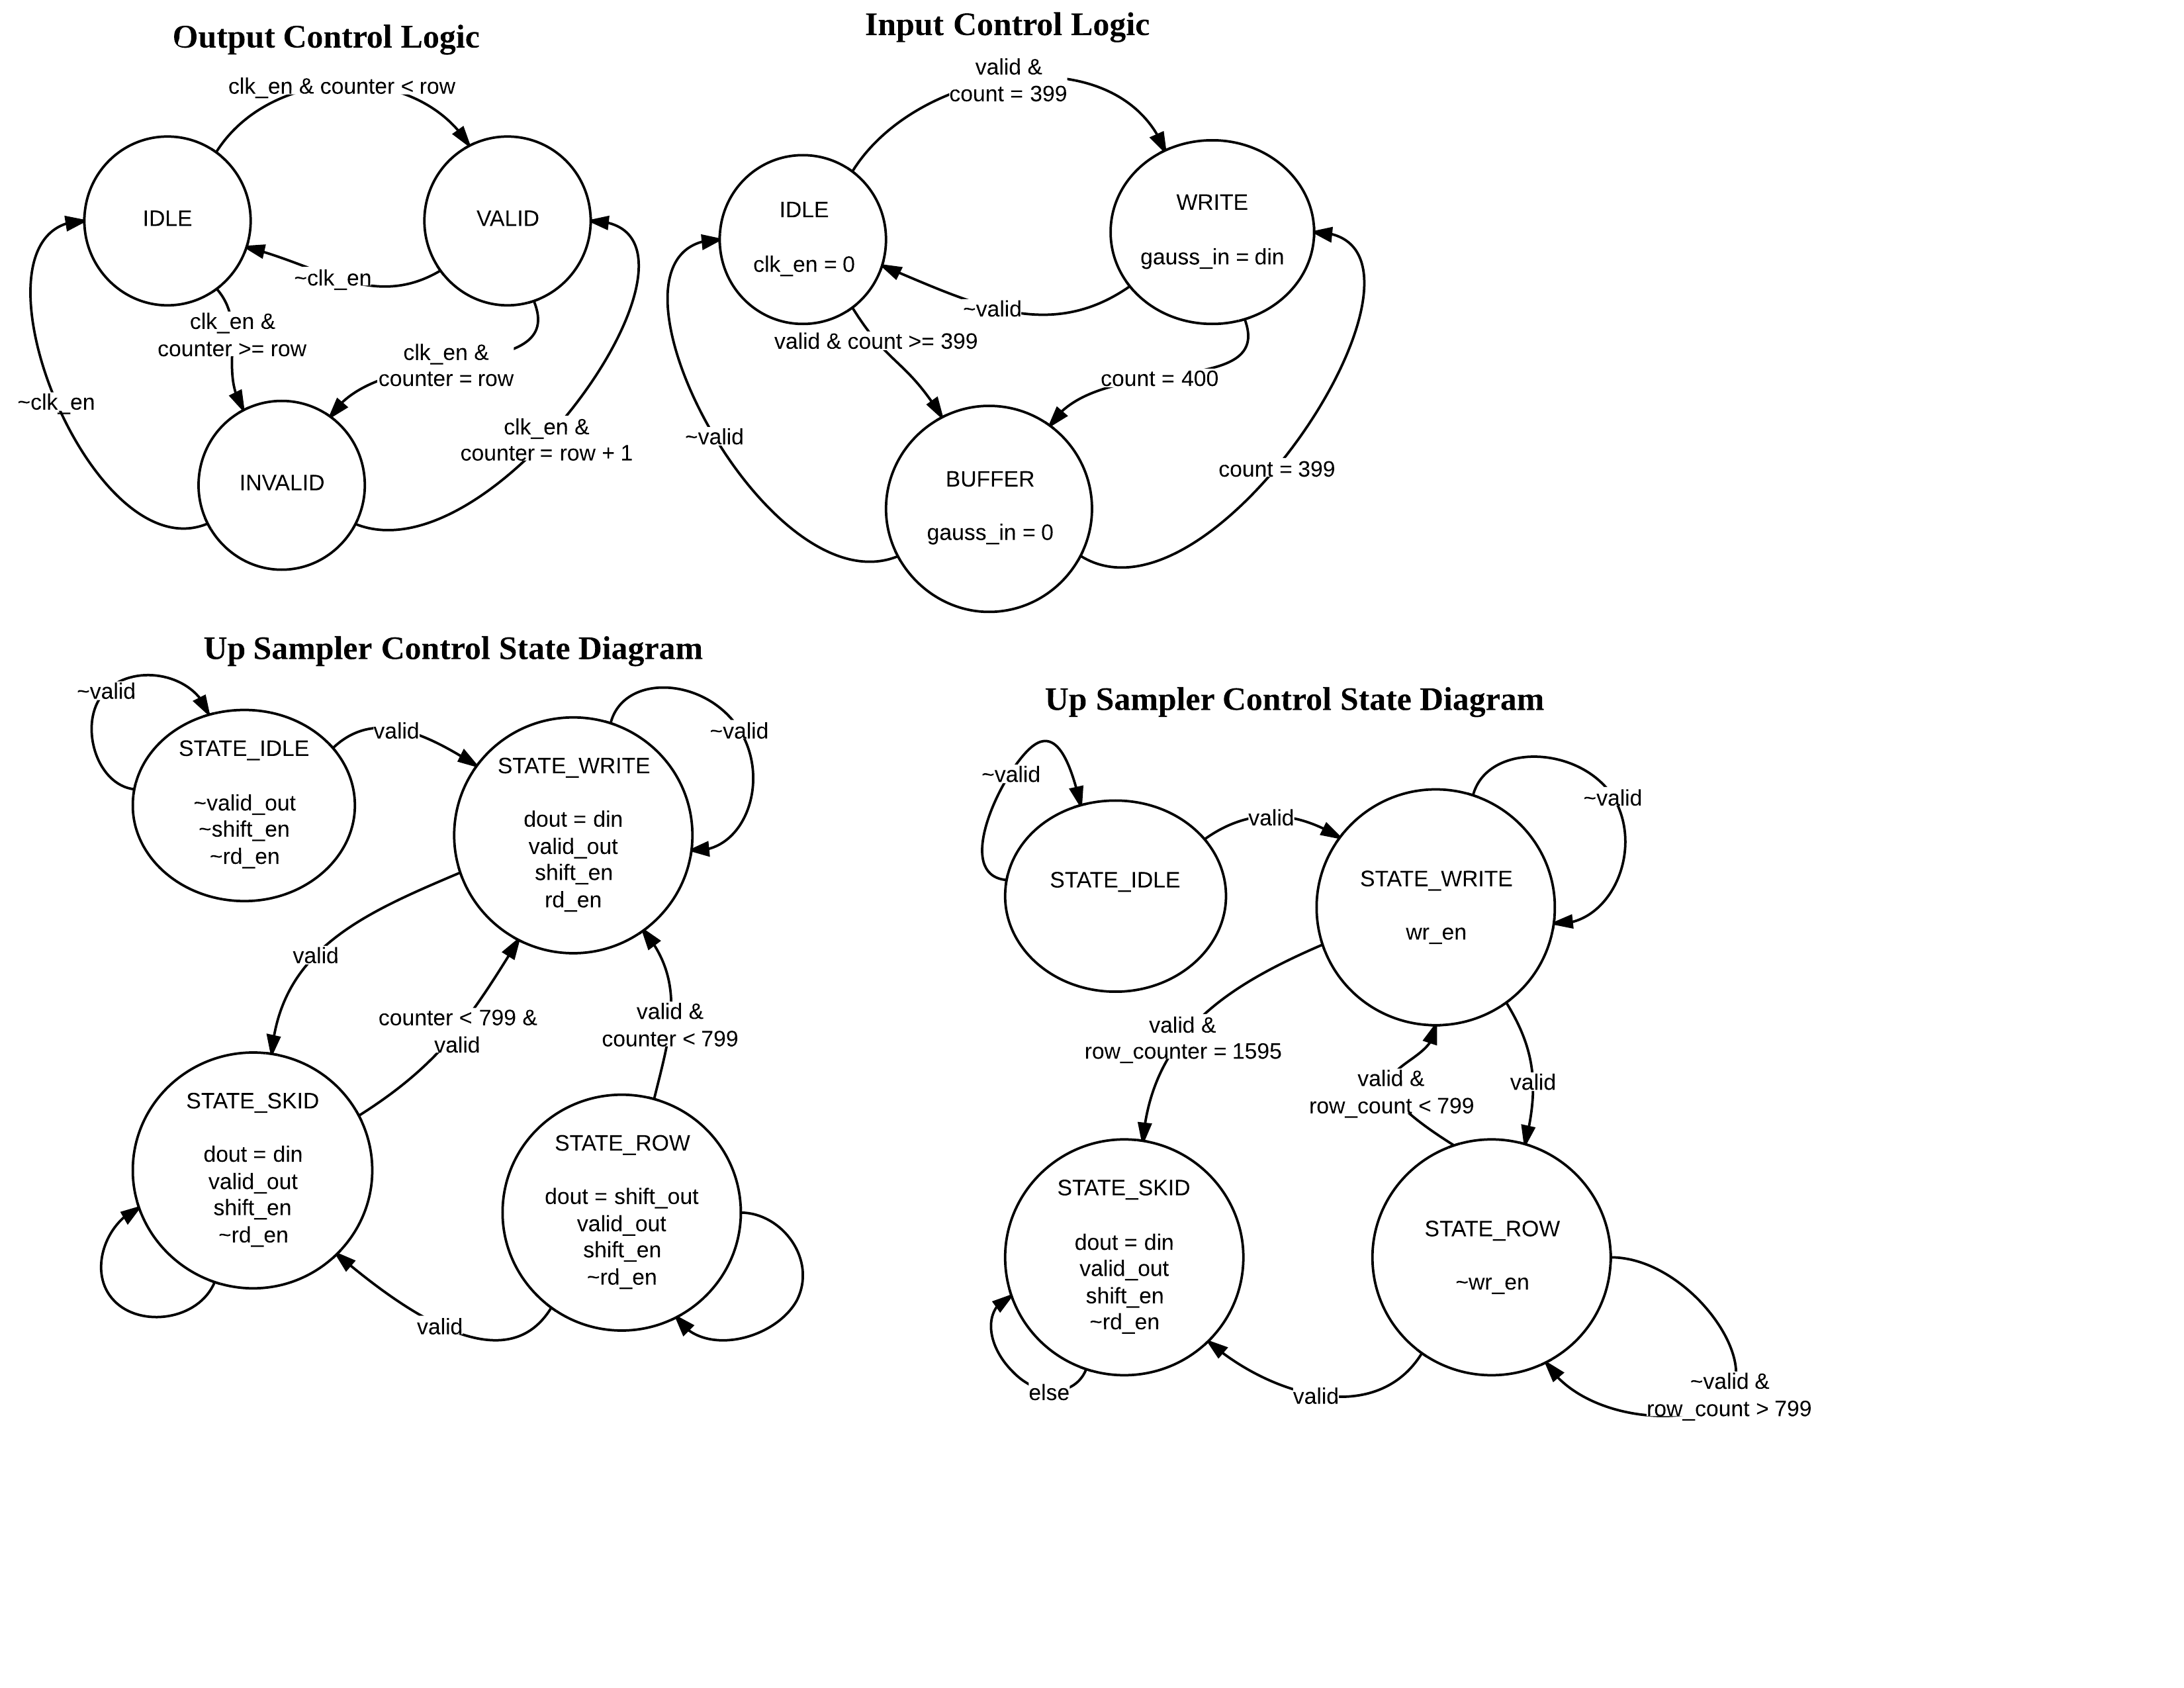 Output Control Logic
clk_en & counter < row
IDLE
VALID
~clk_en
clk_en &
counter >= row
clk_en &
counter = row
~clk_en
clk_en &
counter = row + 1
INVALID
Input Control Logic
valid &
count = 399
IDLE
clk_en = 0
WRITE
gauss_in = din
~valid
valid & count >= 399
count = 400
~valid
count = 399
BUFFER
gauss_in = 0
Up Sampler Control State Diagram
~valid
valid
~valid
STATE_IDLE
~valid_out
~shift_en
~rd_en
STATE_WRITE
dout = din
valid_out
shift_en
rd_en
valid
counter < 799 &
valid
valid &
counter < 799
STATE_SKID
dout = din
valid_out
shift_en
~rd_en
STATE_ROW
dout = shift_out
valid_out
shift_en
~rd_en
valid
Up Sampler Control State Diagram
~valid
valid
~valid
STATE_IDLE
STATE_WRITE
wr_en
valid &
row_counter = 1595
valid &
row_count < 799
valid
STATE_SKID
dout = din
valid_out
shift_en
~rd_en
STATE_ROW
~wr_en
else
valid
~valid &
row_count > 799